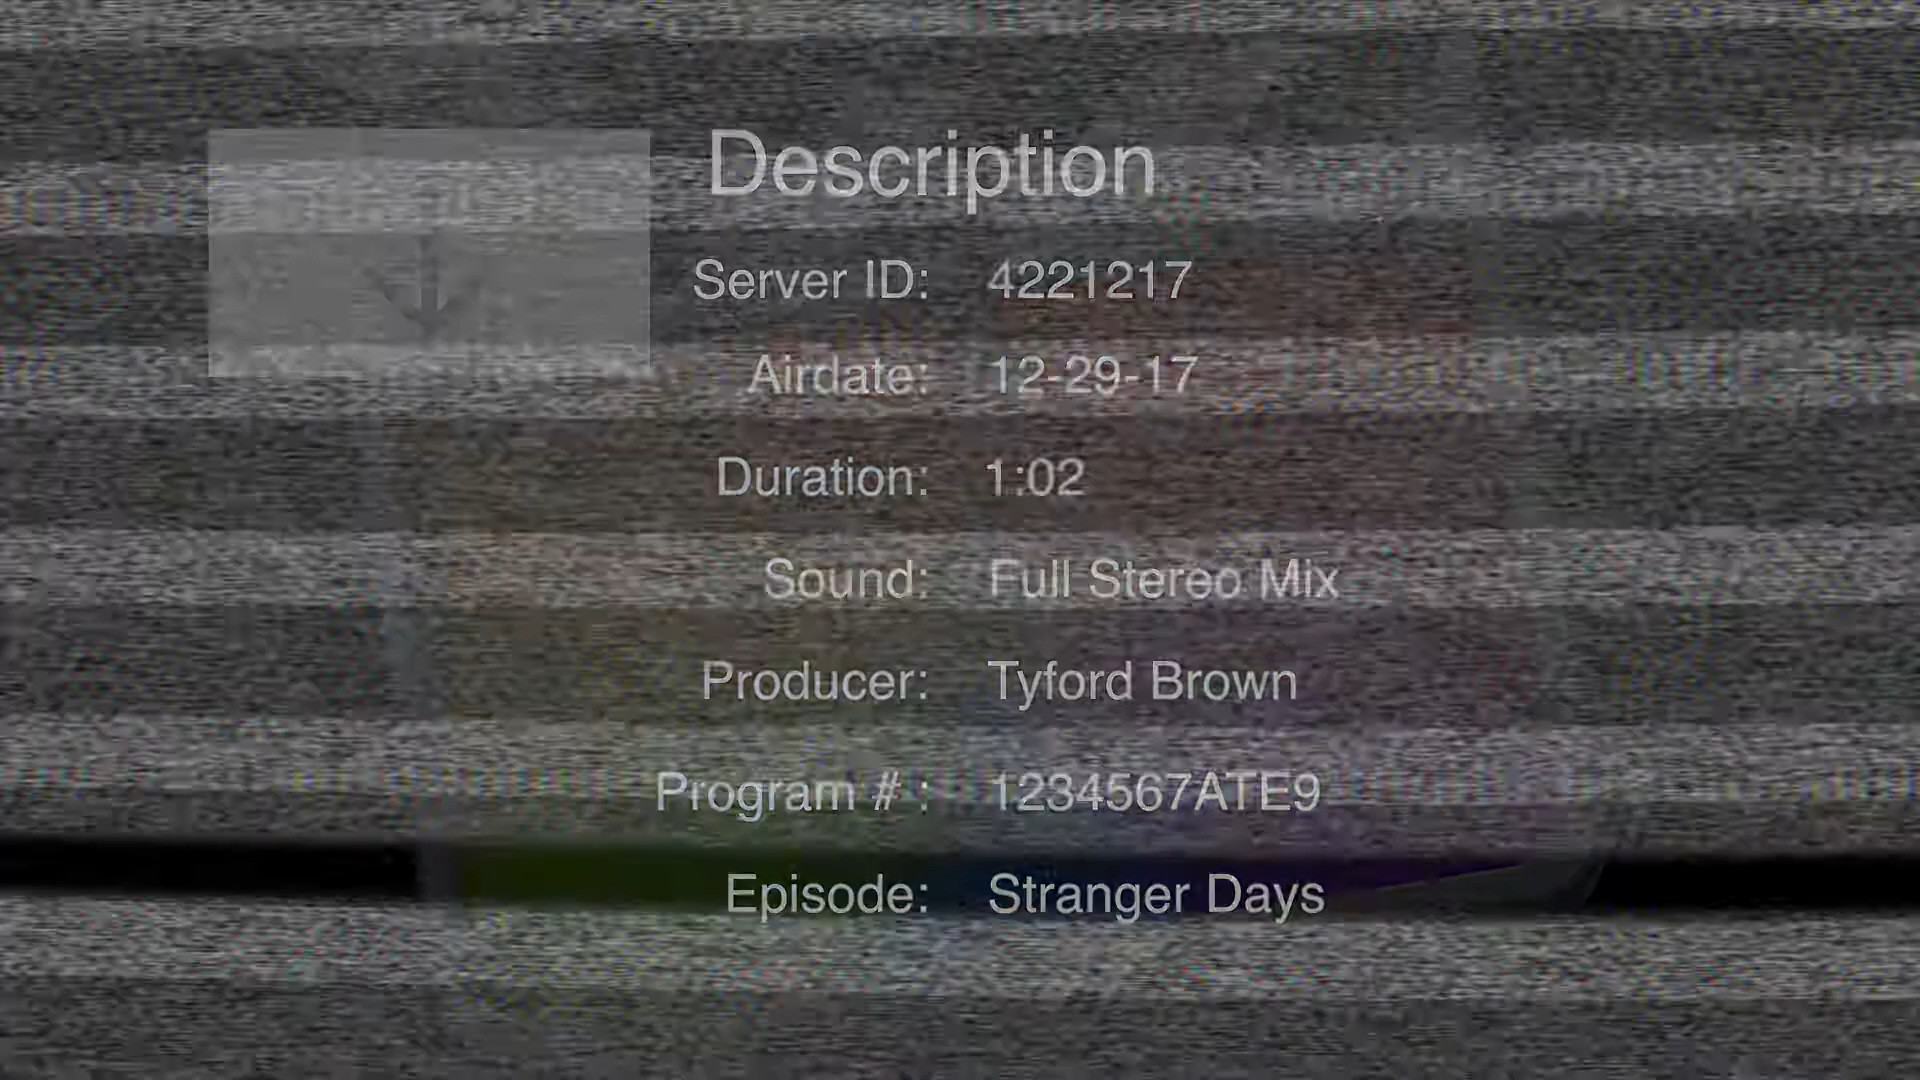 Description
Server ID: 4221217
Airdate: 12-29-17
Duration: 1:02
Sound: Full Stereo Mix
Producer: Tyford Brown
Program # : 1234567ATE9
Episode: Stranger Days